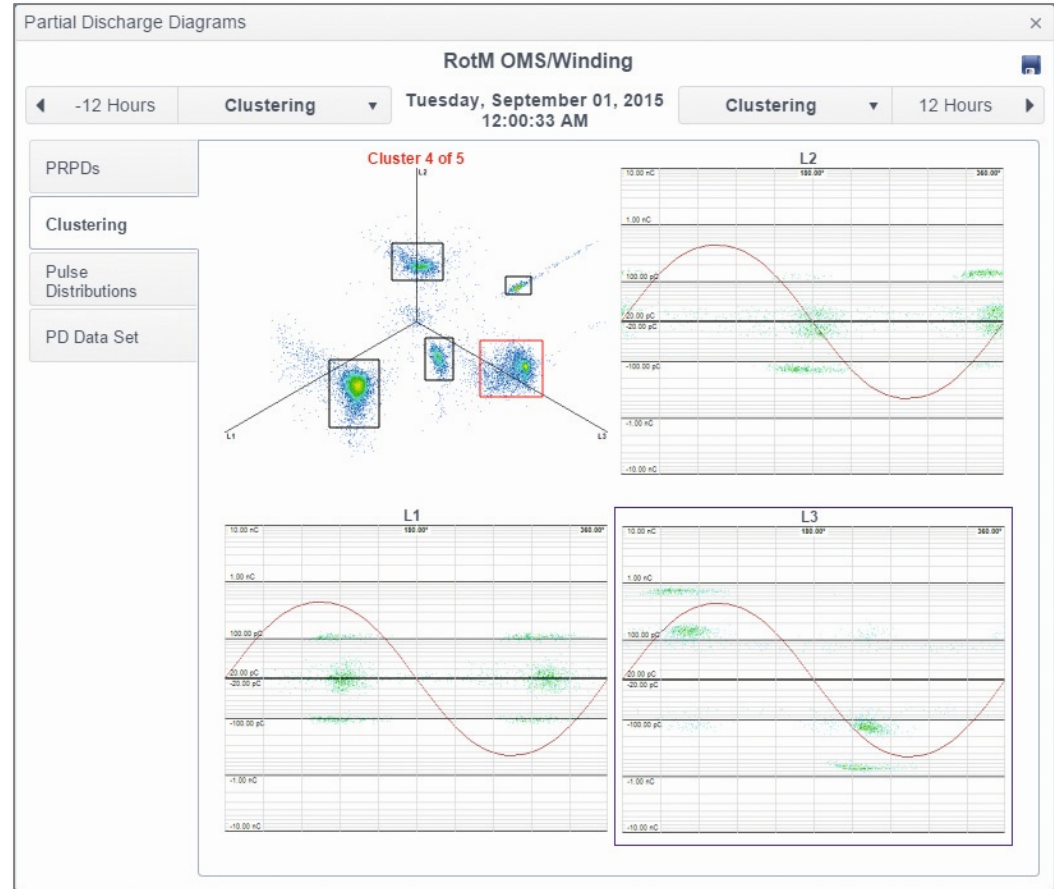 Partial Discharge Diagrams
RotM OMS/Winding
-12 Hours
Clustering
Tuesday, September 01, 2015
12:00:33 AM
Clustering
12 Hours
PRPDs
Clustering
Pulse
Distributions
PD Data Set
Cluster 4 of 5
L2
L1
L3
L2
10.00 nC
180.00°
360.00°
1.00 nC
100.00 pC
20.00 pC
-20.00 pC
-100.00 pC
-1.00 nC
-10.00 nC
L1
10.00 nC
180.00°
360.00°
1.00 nC
100.00 pC
20.00 pC
-20.00 pC
-100.00 pC
-1.00 nC
-10.00 nC
L3
10.00 nC
180.00°
360.00°
1.00 nC
100.00 pC
20.00 pC
-20.00 pC
-100.00 pC
-1.00 nC
-10.00 nC